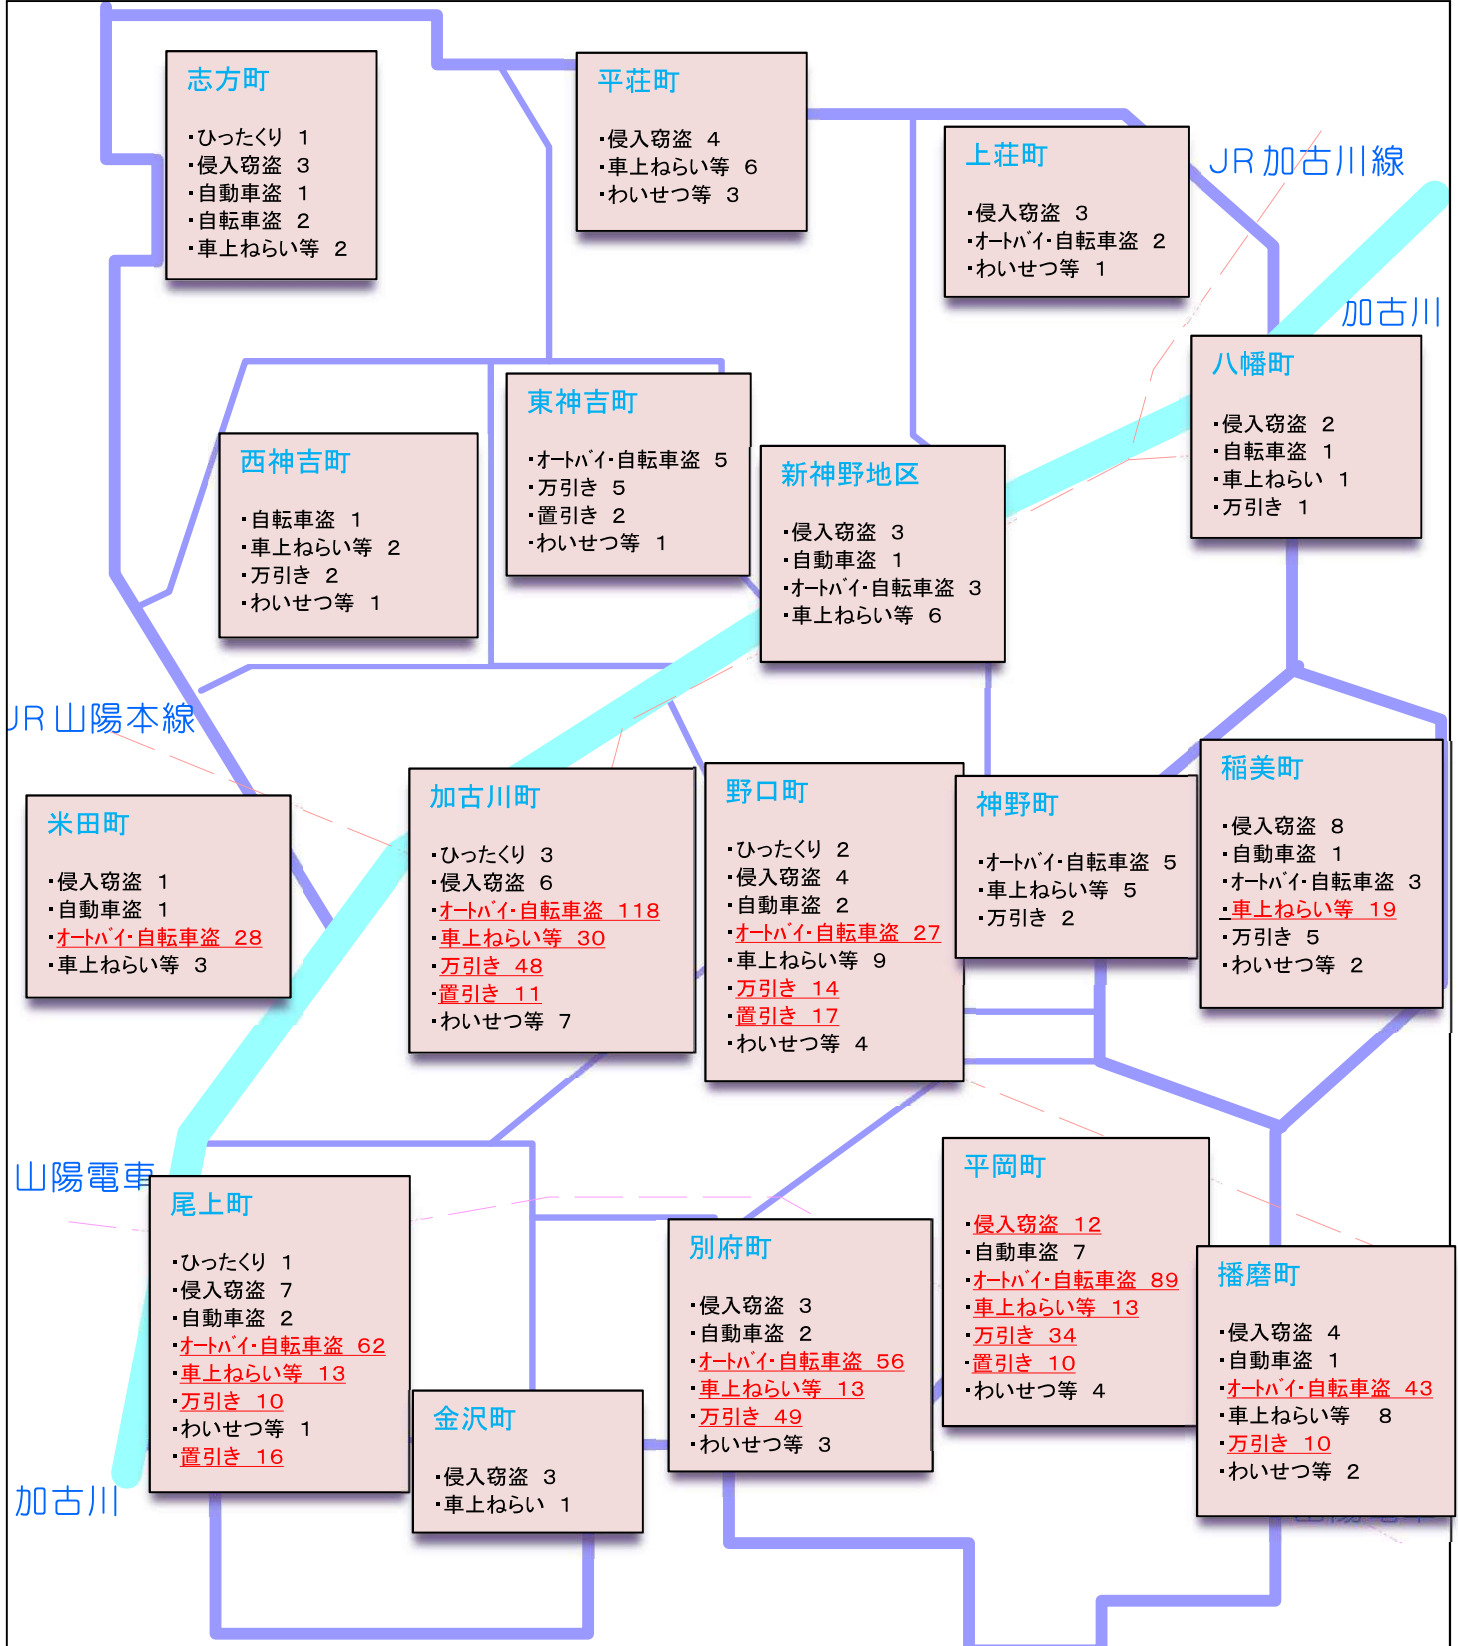 志方町
・ひったくり 1
・侵入窃盗 3
・自動車盗 1
・自転車盗 2
・車上ねらい等 2
平荘町
・侵入窃盗 4
・車上ねらい等 6
・わいせつ等 3
上荘町
・侵入窃盗 3
・オートバイ・自転車盗 2
・わいせつ等 1
JR加古川線
加古川
八幡町
・侵入窃盗 2
・自転車盗 1
・車上ねらい 1
・万引き 1
東神吉町
・オートバイ・自転車盗 5
・万引き 5
・置引き 2
・わいせつ等 1
西神吉町
・自転車盗 1
・車上ねらい等 2
・万引き 2
・わいせつ等 1
新神野地区
・侵入窃盗 3
・自動車盗 1
・オートバイ・自転車盗 3
・車上ねらい等 6
JR山陽本線
米田町
・侵入窃盗 1
・自動車盗 1
・オートバイ・自転車盗 28
・車上ねらい等 3
加古川町
・ひったくり 3
・侵入窃盗 6
・オートバイ・自転車盗 118
・車上ねらい等 30
・万引き 48
・置引き 11
・わいせつ等 7
野口町
・ひったくり 2
・侵入窃盗 4
・自動車盗 2
・オートバイ・自転車盗 27
・車上ねらい等 9
・万引き 14
・置引き 17
・わいせつ等 4
神野町
・オートバイ・自転車盗 5
・車上ねらい等 5
・万引き 2
稲美町
・侵入窃盗 8
・自動車盗 1
・オートバイ・自転車盗 3
・車上ねらい等 19
・万引き 5
・わいせつ等 2
山陽電車
尾上町
・ひったくり 1
・侵入窃盗 7
・自動車盗 2
・オートバイ・自転車盗 62
・車上ねらい等 13
・万引き 10
・わいせつ等 1
・置引き 16
加古川
金沢町
・侵入窃盗 3
・車上ねらい 1
別府町
・侵入窃盗 3
・自動車盗 2
・オートバイ・自転車盗 56
・車上ねらい等 13
・万引き 49
・わいせつ等 3
平岡町
・侵入窃盗 12
・自動車盗 7
・オートバイ・自転車盗 89
・車上ねらい等 13
・万引き 34
・置引き 10
・わいせつ等 4
播磨町
・侵入窃盗 4
・自動車盗 1
・オートバイ・自転車盗 43
・車上ねらい等 8
・万引き 10
・わいせつ等 2